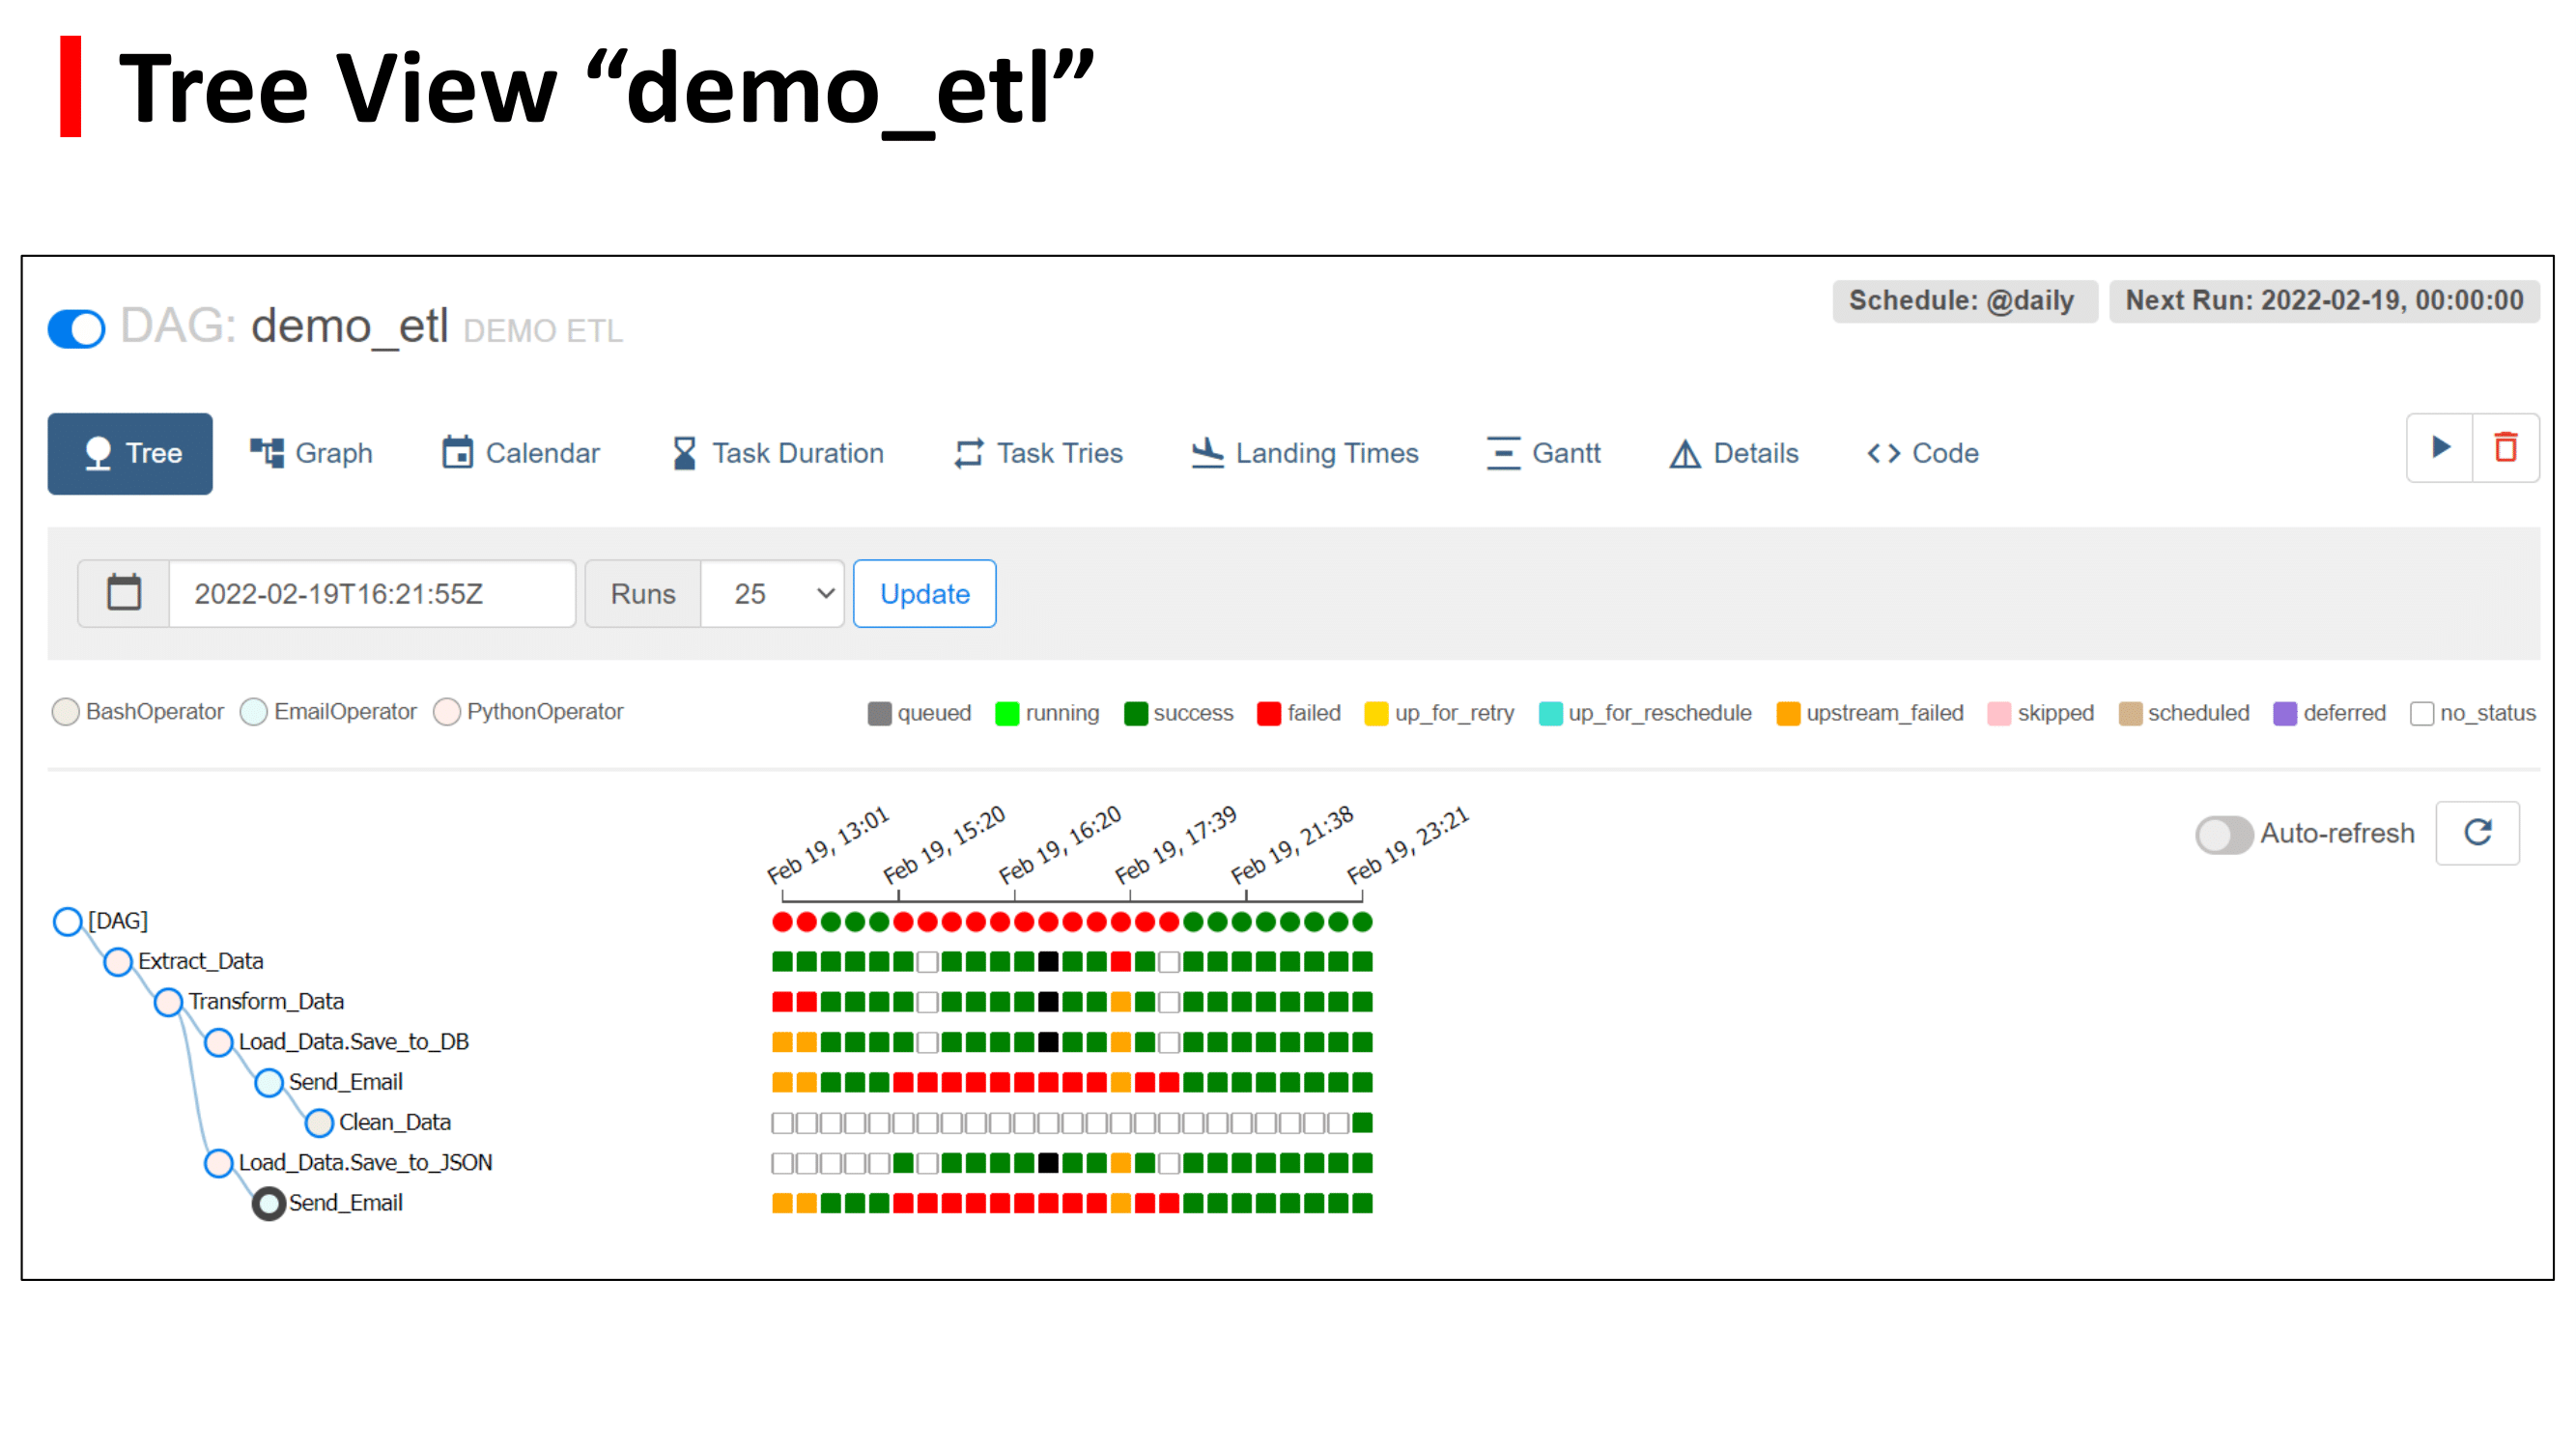 Tree View “demo_etl”
DAG: demo_etl DEMO ETL
Schedule: @daily
Next Run: 2022-02-19, 00:00:00
Tree
Graph
Calendar
Task Duration
Task Tries
Landing Times
Gantt
Details
Code
2022-02-19T16:21:55Z
Runs
25
Update
BashOperator
EmailOperator
PythonOperator
queued
running
success
failed
up_for_retry
up_for_reschedule
upstream_failed
skipped
scheduled
deferred
no_status
Feb 19, 13:01
Feb 19, 15:20
Feb 19, 16:20
Feb 19, 17:39
Feb 19, 21:38
Feb 19, 23:21
Auto-refresh
[DAG]
Extract_Data
Transform_Data
Load_Data.Save_to_DB
Send_Email
Clean_Data
Load_Data.Save_to_JSON
Send_Email